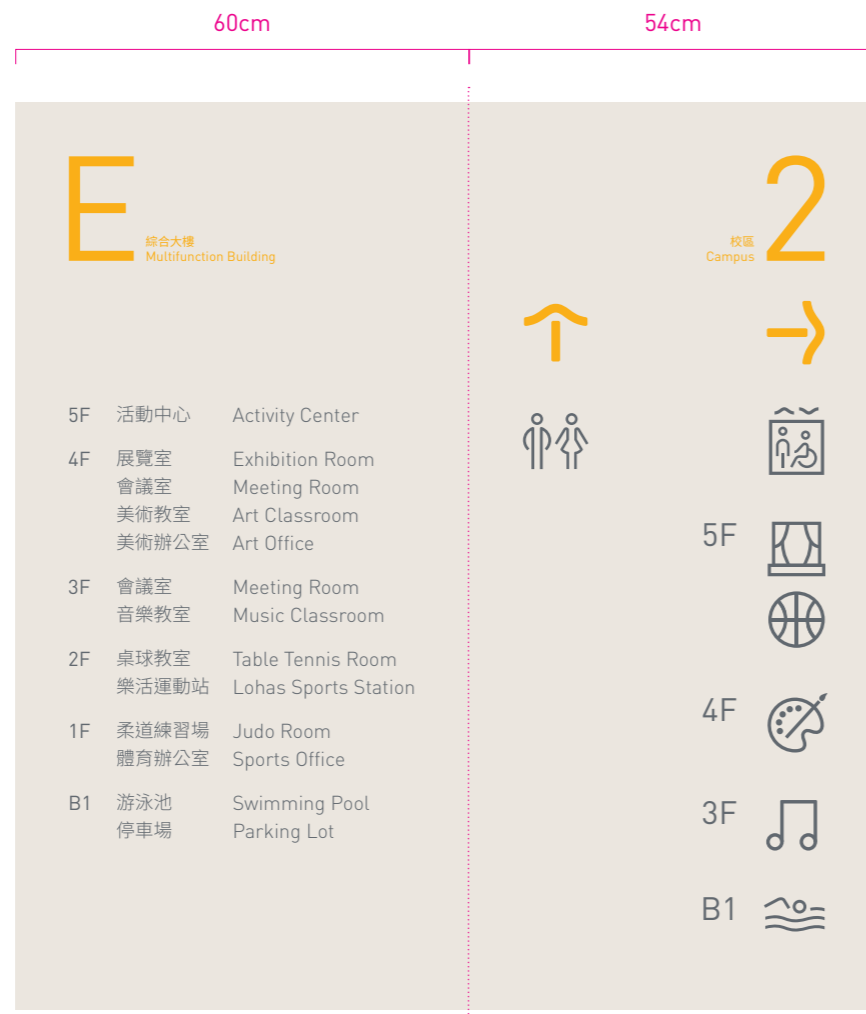 60cm
54cm
E
綜合大樓
Multifunction Building
校區
Campus
2
5F 活動中心 Activity Center
4F 展覽室 Exhibition Room
會議室 Meeting Room
美術教室 Art Classroom
美術辦公室 Art Office
3F 會議室 Meeting Room
音樂教室 Music Classroom
2F 桌球教室 Table Tennis Room
樂活運動站 Lohas Sports Station
1F 柔道練習場 Judo Room
體育辦公室 Sports Office
B1 游泳池 Swimming Pool
停車場 Parking Lot
5F
4F
3F
B1